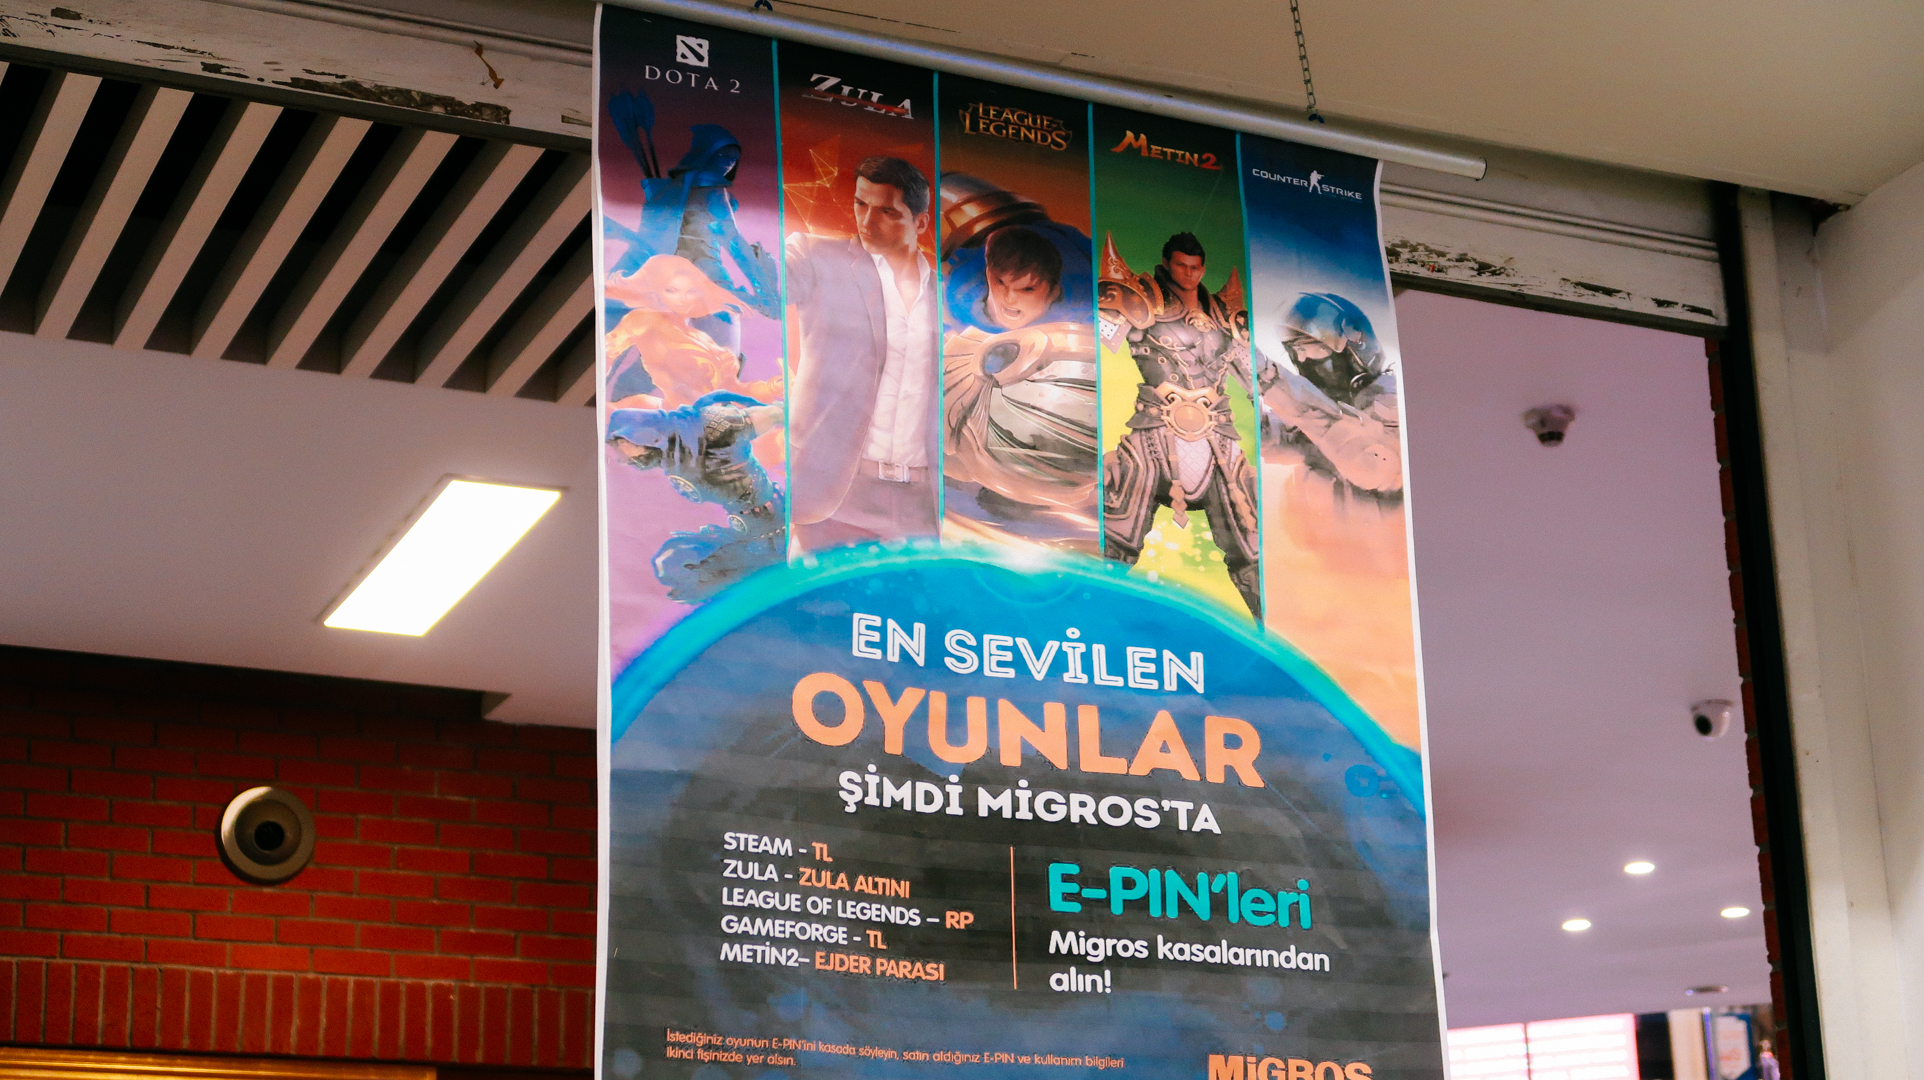 DOTA 2
ZULA
LEAGUE OF
LEGENDS
METIN2
COUNTER STRIKE
EN SEVİLEN
OYUNLAR
ŞİMDİ MİGROS'TA
STEAM - TL
ZULA - ZULA ALTINI
LEAGUE OF LEGENDS – RP
GAMEFORGE - TL
METİN2– EJDER PARASI
E-PIN'leri
Migros kasalarından
alın!
İstediğiniz oyunun E-PIN'ini kasada söyleyin, satın aldığınız E-PIN ve kullanım bilgileri
ikinci fişinizde yer alsın.
MiGROS